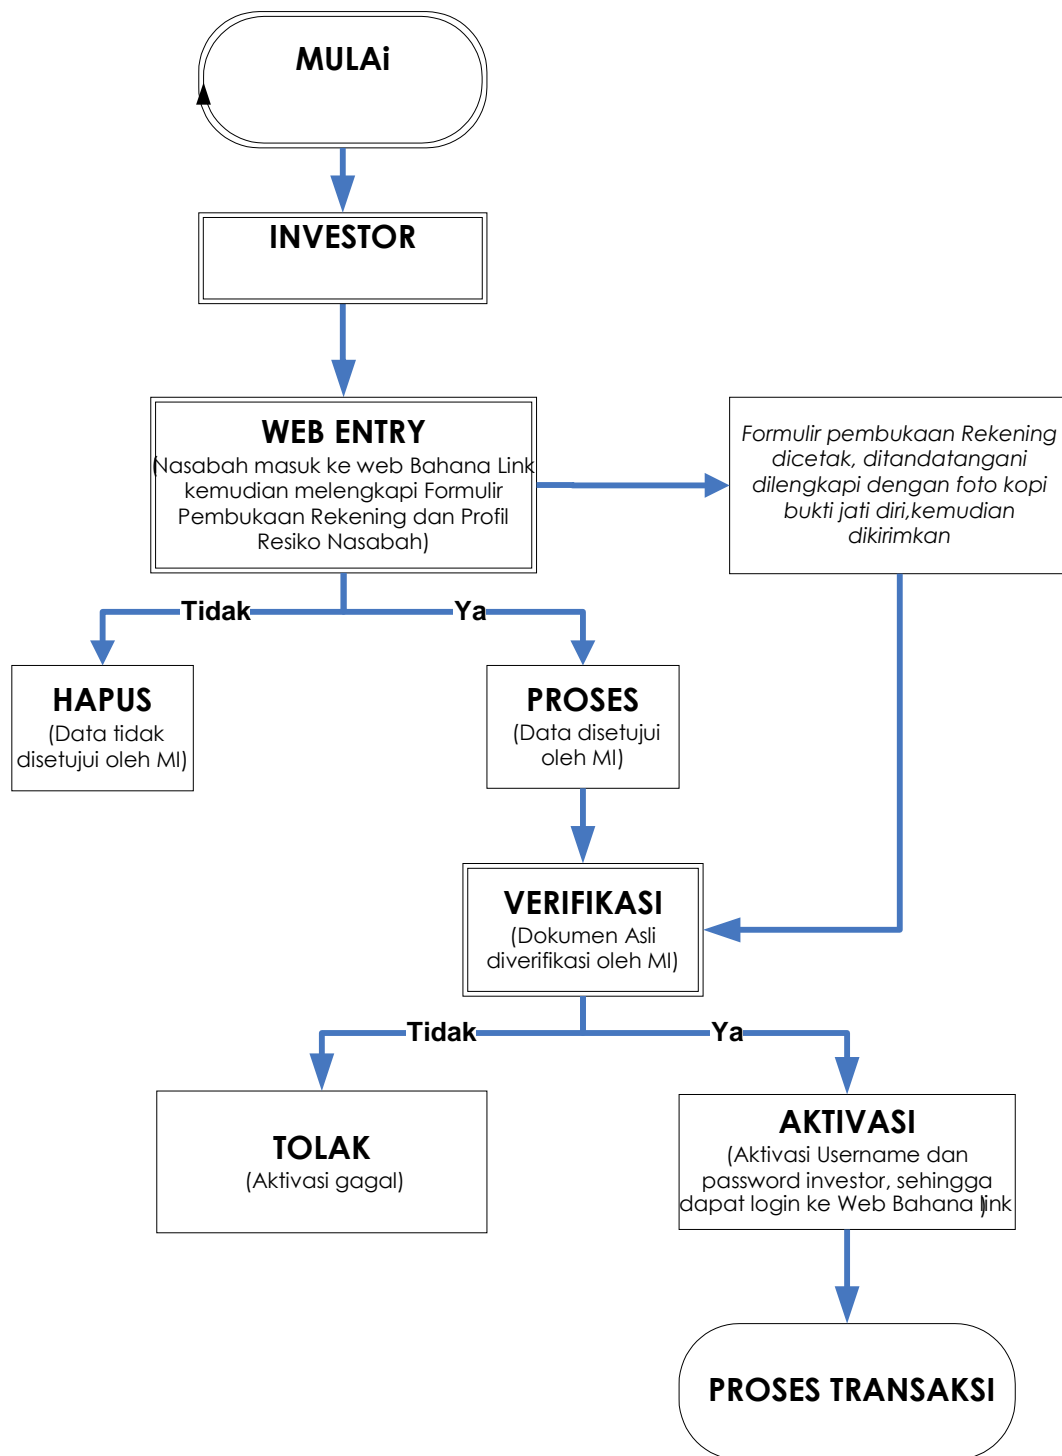 MULAi
INVESTOR
WEB ENTRY
(Nasabah masuk ke web Bahana Link
kemudian melengkapi Formulir
Pembukaan Rekening dan Profil
Resiko Nasabah)
Formulir pembukaan Rekening
dicetak, ditandatangani
dilengkapi dengan foto kopi
bukti jati diri,kemudian
dikirimkan
Tidak
Ya
HAPUS
(Data tidak
disetujui oleh MI)
PROSES
(Data disetujui
oleh MI)
VERIFIKASI
(Dokumen Asli
diverifikasi oleh MI)
Tidak
Ya
TOLAK
(Aktivasi gagal)
AKTIVASI
(Aktivasi Username dan
password investor, sehingga
dapat login ke Web Bahana link)
PROSES TRANSAKSI